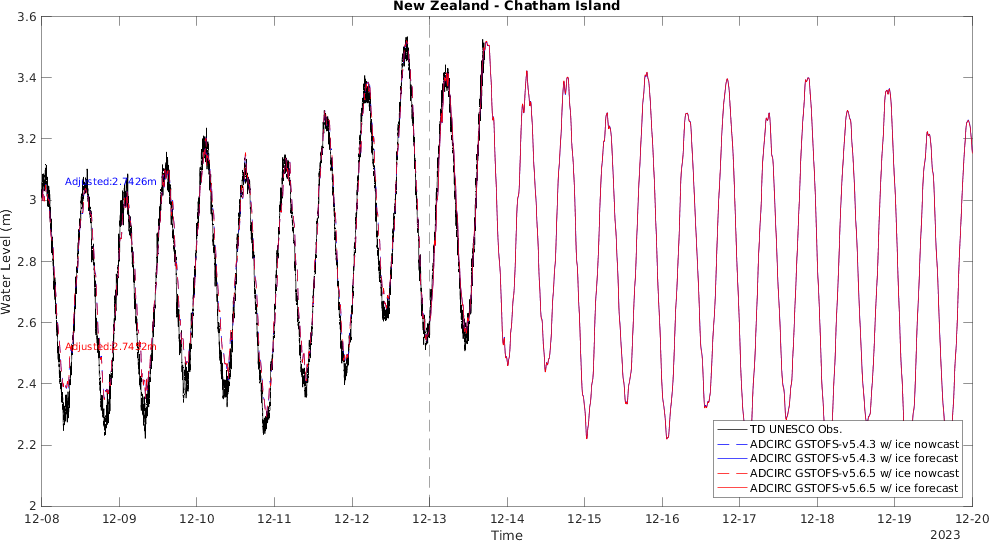 New Zealand - Chatham Island
3.6
3.4
3.2
3
2.8
2.6
2.4
2.2
2
Water Level (m)
Adjusted:2.7426m
Adjusted:2.7432m
TD UNESCO Obs.
ADCIRC GSTOFS-v5.4.3 w/ ice nowcast
ADCIRC GSTOFS-v5.4.3 w/ ice forecast
ADCIRC GSTOFS-v5.6.5 w/ ice nowcast
ADCIRC GSTOFS-v5.6.5 w/ ice forecast
12-08 12-09 12-10 12-11 12-12 12-13 12-14 12-15 12-16 12-17 12-18 12-19 12-20
Time
2023